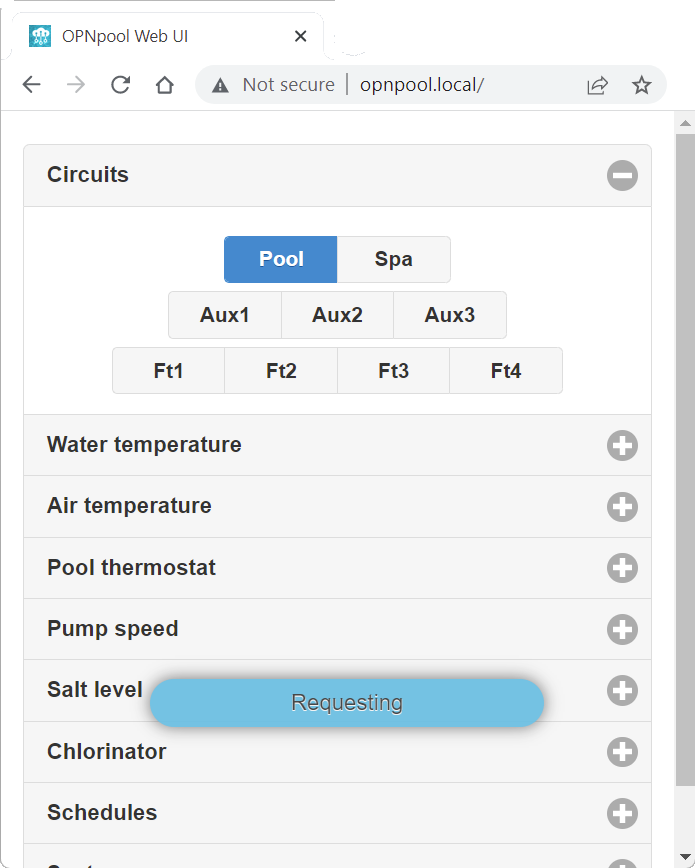 OPNpool Web UI
Not secure | opnpool.local/
Circuits
Pool Spa
Aux1 Aux2 Aux3
Ft1 Ft2 Ft3 Ft4
Water temperature
Air temperature
Pool thermostat
Pump speed
Salt level
Requesting
Chlorinator
Schedules